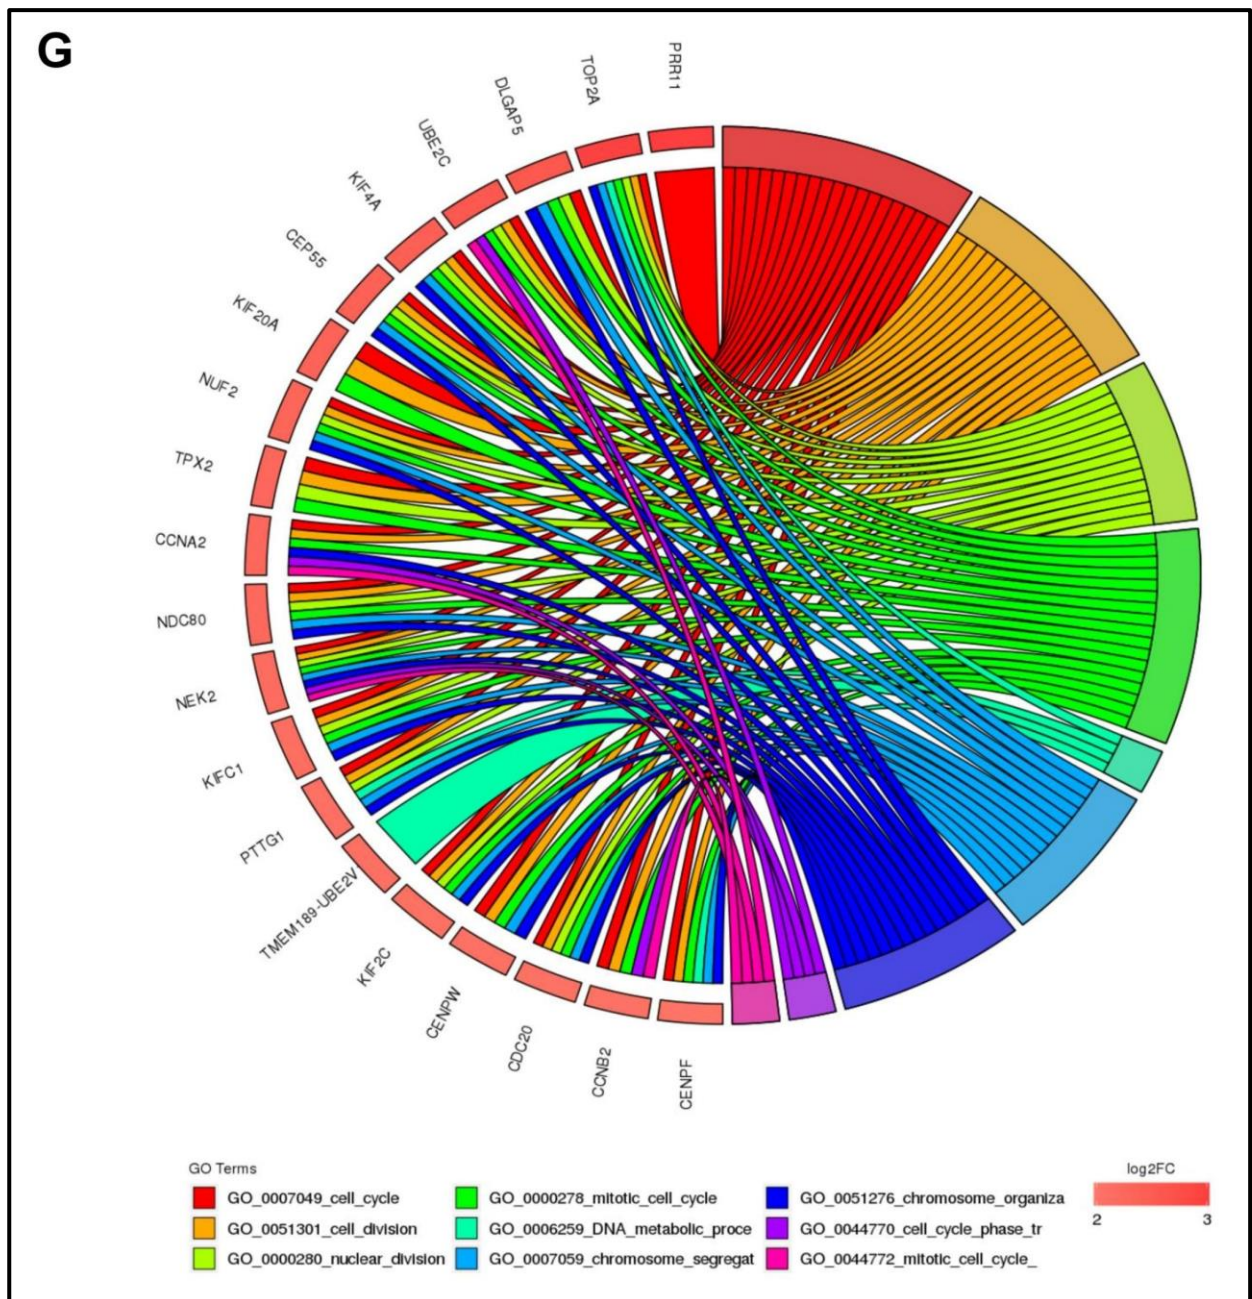 G
PRR11
TOP2A
DLGAP5
UBE2C
KIF4A
CEP55
KIF20A
NUF2
TPX2
CCNA2
NDC80
NEK2
KIFC1
PTTG1
TMEM189-UBE2V
KIF2C
CENPW
CDC20
CCNB2
CENPF
GO Terms
GO_0007049_cell_cycle
GO_0051301_cell_division
GO_0000280_nuclear_division
GO_0000278_mitotic_cell_cycle
GO_0006259_DNA_metabolic_proce
GO_0007059_chromosome_segregat
GO_0051276_chromosome_organiza
GO_0044770_cell_cycle_phase_tr
GO_0044772_mitotic_cell_cycle_
log2FC
2 3